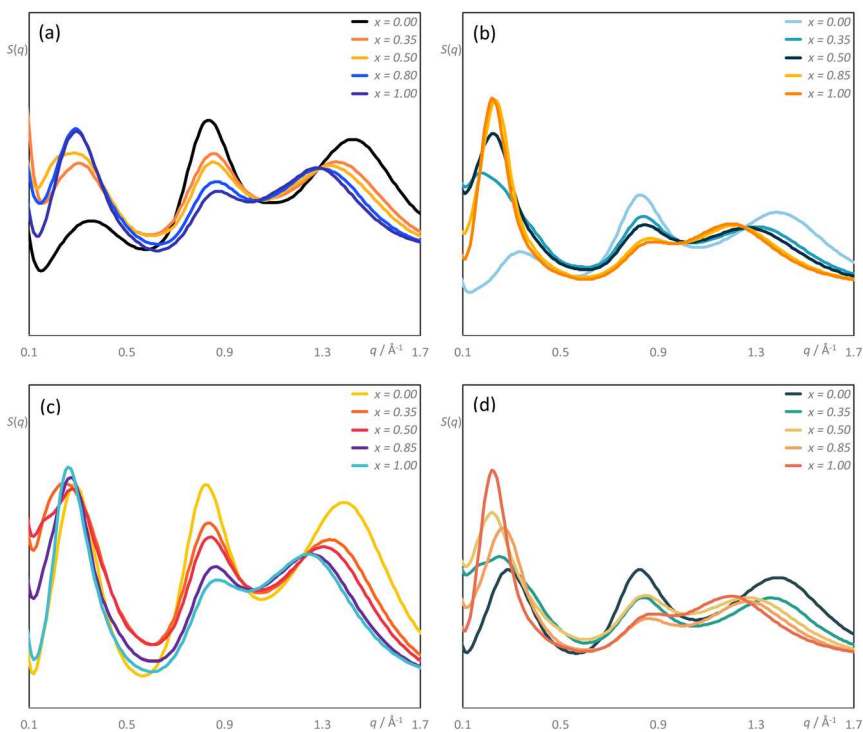 (a)
S(q)
x = 0.00
x = 0.35
x = 0.50
x = 0.80
x = 1.00
0.1 0.5 0.9 1.3 q / Å-1 1.7
(b)
S(q)
x = 0.00
x = 0.35
x = 0.50
x = 0.85
x = 1.00
0.1 0.5 0.9 1.3 q / Å-1 1.7
(c)
S(q)
x = 0.00
x = 0.35
x = 0.50
x = 0.85
x = 1.00
0.1 0.5 0.9 1.3 q / Å-1 1.7
(d)
S(q)
x = 0.00
x = 0.35
x = 0.50
x = 0.85
x = 1.00
0.1 0.5 0.9 1.3 q / Å-1 1.7